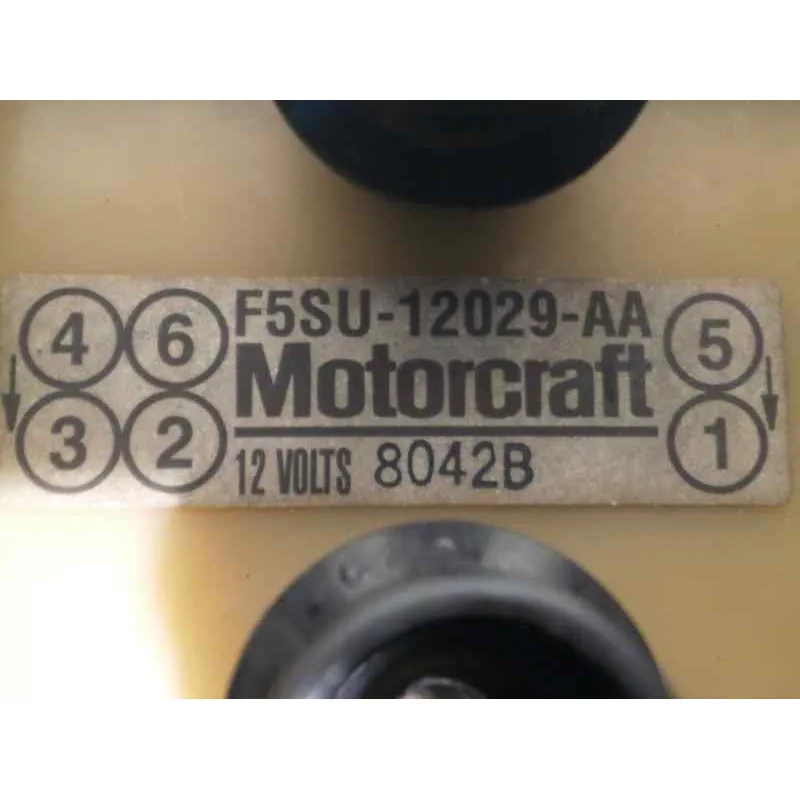 4 6 F5SU-12029-AA 5
Motorcraft
3 2 12 VOLTS 8042B 1